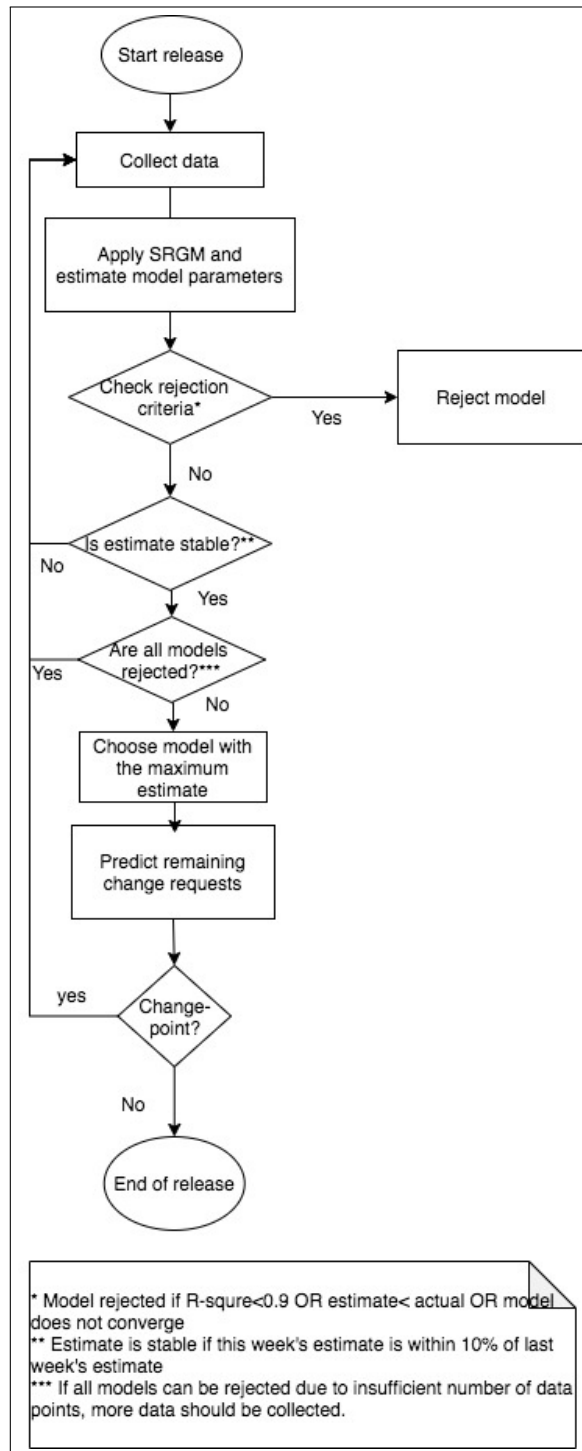 Start release
Collect data
Apply SRGM and
estimate model parameters
Check rejection
criteria*
Yes
Reject model
No
Is estimate stable?**
No
Yes
Are all models
rejected?***
Yes
No
Choose model with
the maximum
estimate
Predict remaining
change requests
yes
Change-
point?
No
End of release
* Model rejected if R-squre<0.9 OR estimate< actual OR model
does not converge
** Estimate is stable if this week's estimate is within 10% of last
week's estimate
*** If all models can be rejected due to insufficient number of data
points, more data should be collected.